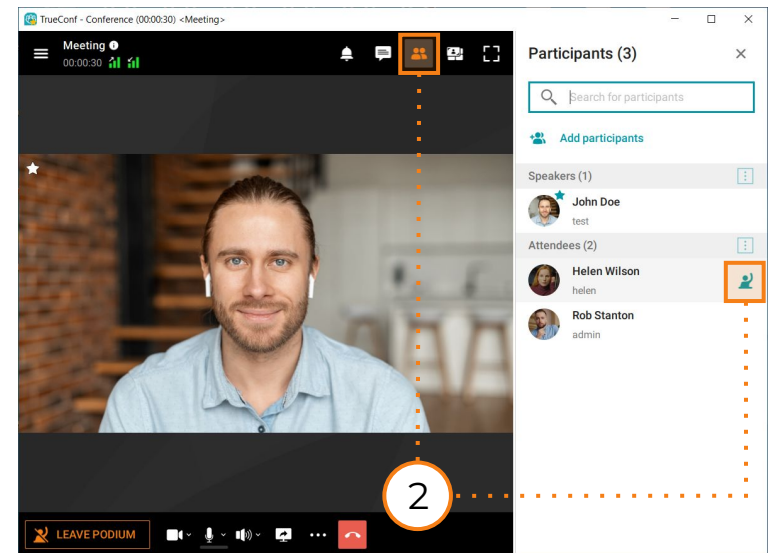 TrueConf - Conference (00:00:30) <Meeting>
Meeting
00:00:30
Participants (3)
Search for participants
Add participants
Speakers (1)
John Doe
test
Attendees (2)
Helen Wilson
helen
Rob Stanton
admin
2
LEAVE PODIUM